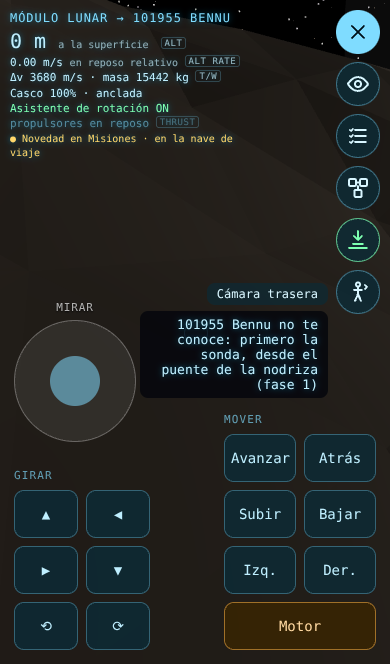 MÓDULO LUNAR → 101955 BENNU
0 m a la superficie ALT
0.00 m/s en reposo relativo ALT RATE
Δv 3680 m/s · masa 15442 kg T/W
Casco 100% · anclada
Asistente de rotación ON
propulsores en reposo THRUST
● Novedad en Misiones · en la nave de
viaje
Cámara trasera
101955 Bennu no te
conoce: primero la
sonda, desde el
puente de la nodriza
(fase 1)
MIRAR
MOVER
Avanzar Atrás
GIRAR
▲ ◄
Subir Bajar
► ▼
Izq. Der.
⟲ ⟳
Motor